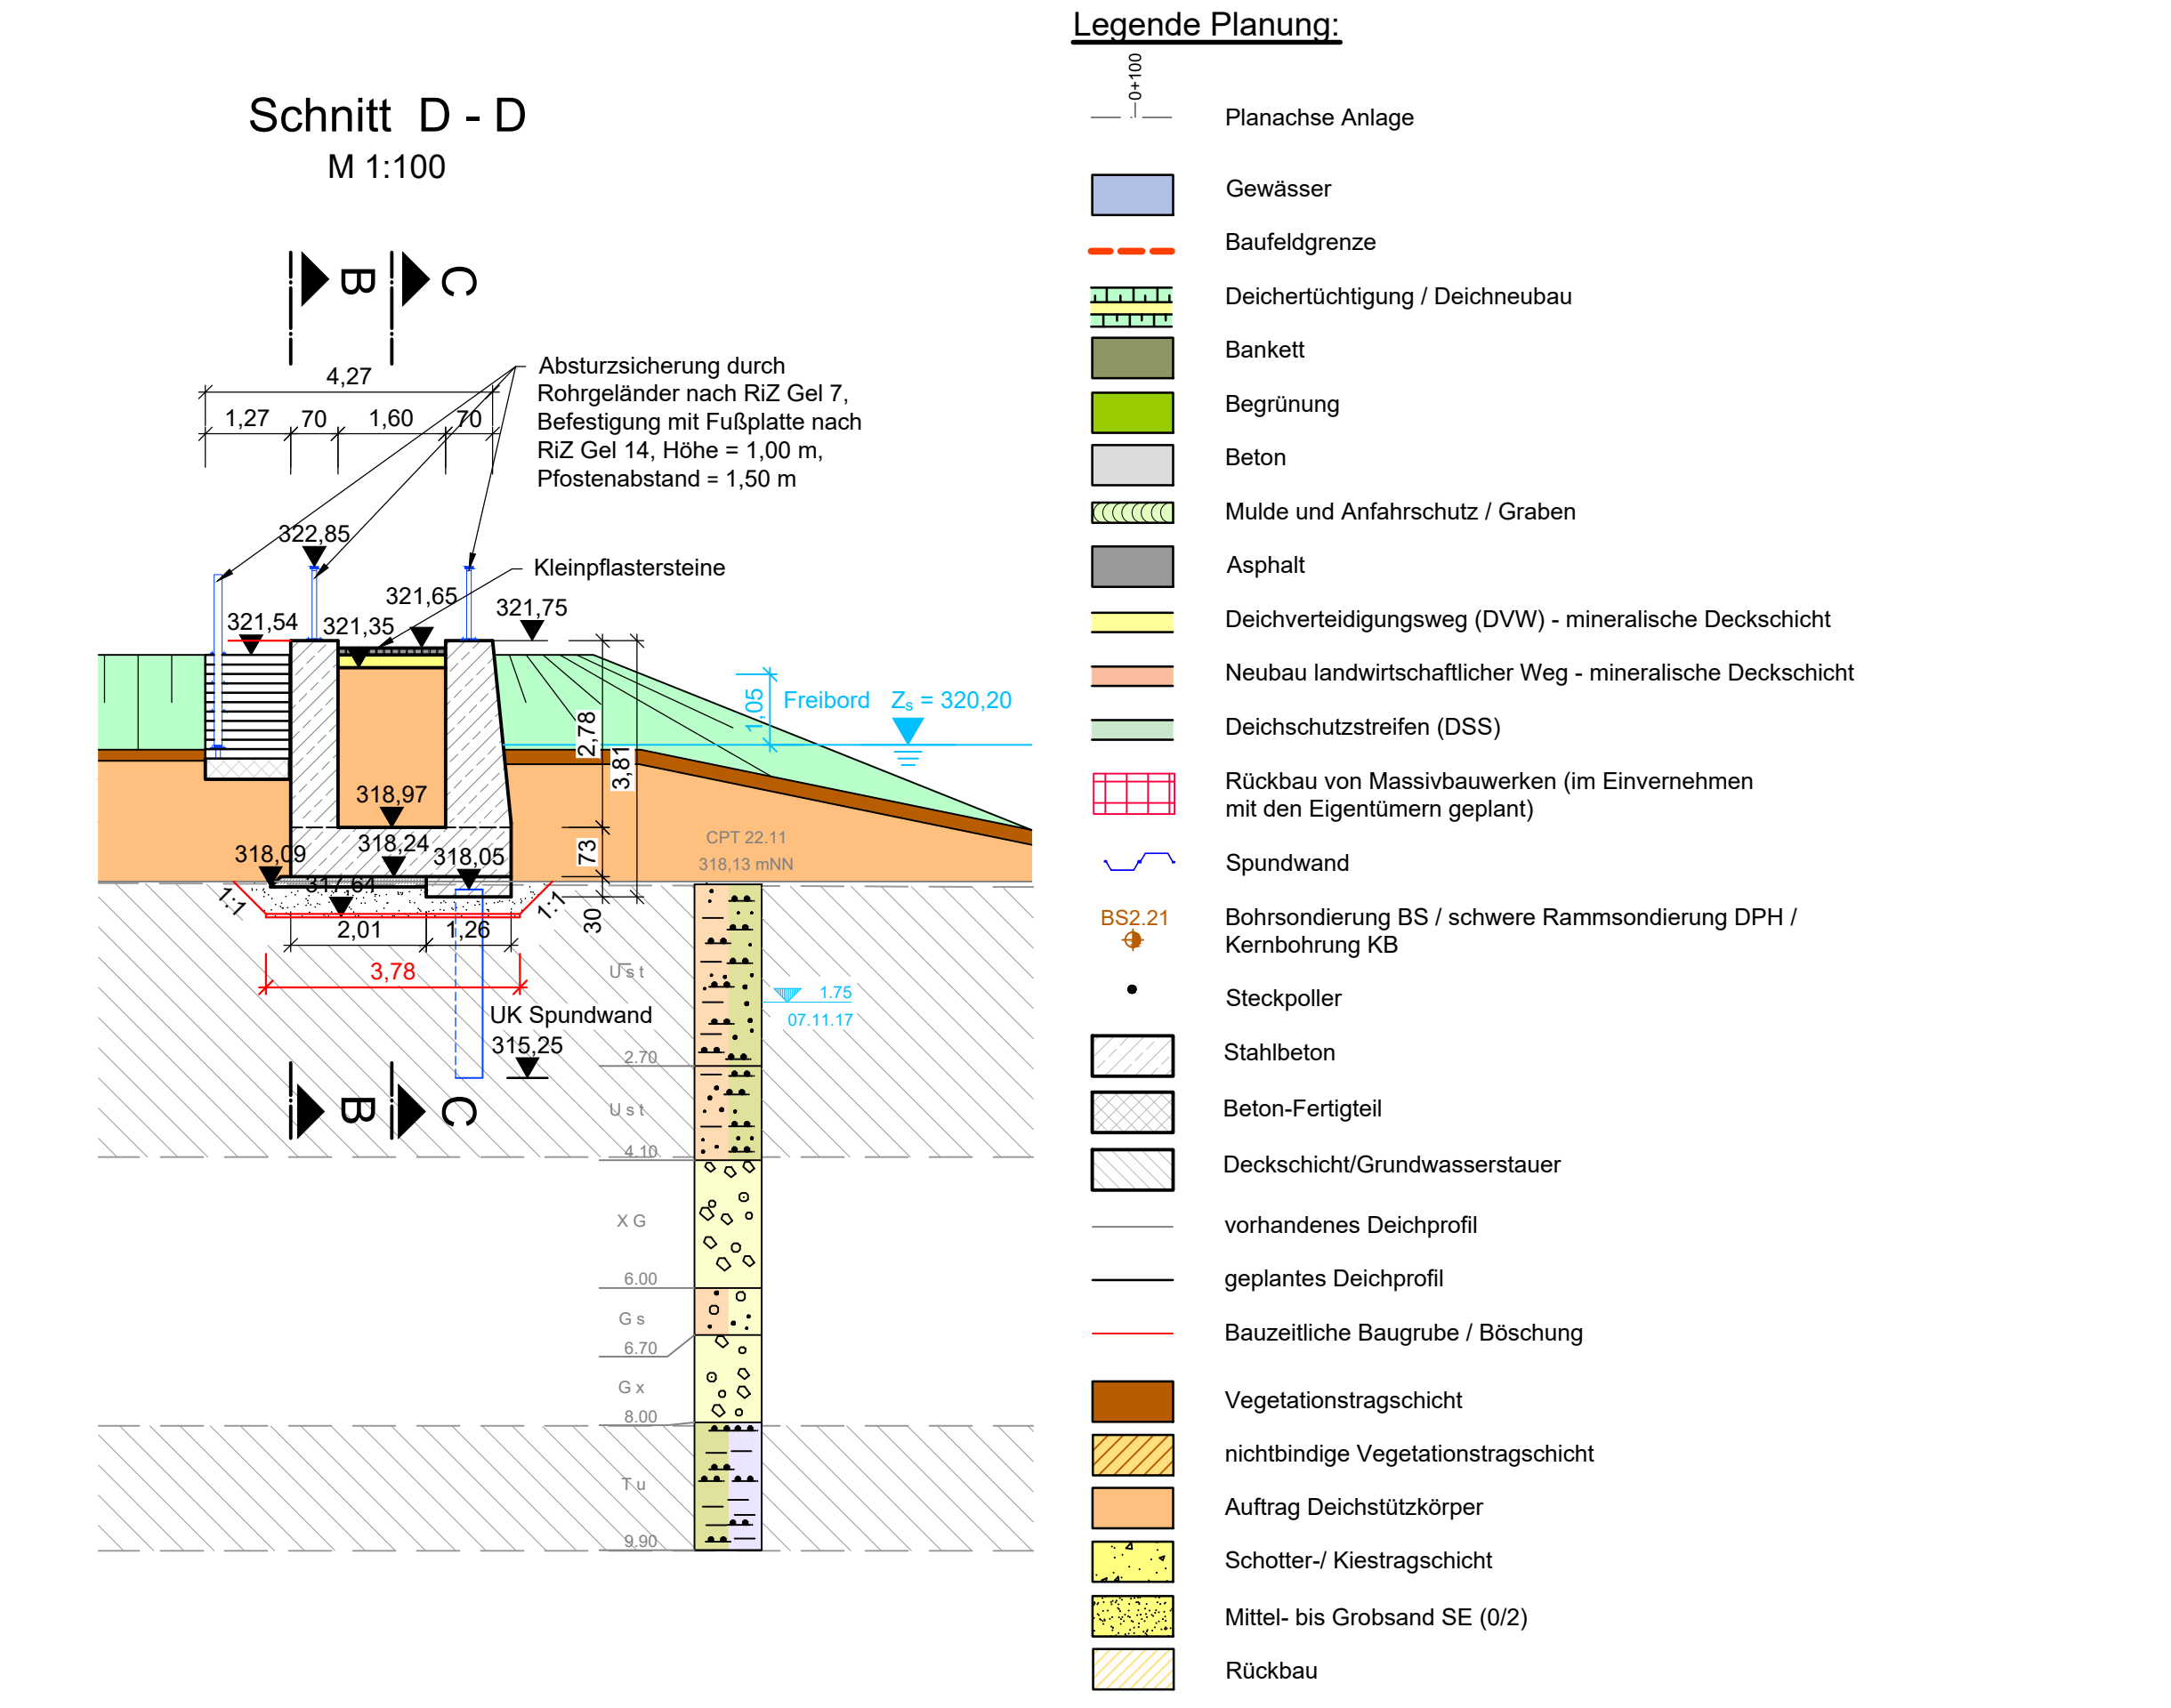 Schnitt D - D
M 1:100
B
C
4,27
1,27
70
1,60
70
Absturzsicherung durch
Rohrgeländer nach RiZ Gel 7,
Befestigung mit Fußplatte nach
RiZ Gel 14, Höhe = 1,00 m,
Pfostenabstand = 1,50 m
322,85
Kleinpflastersteine
321,65
321,75
321,54
321,35
1,05
Freibord
Zs = 320,20
2,78
3,81
318,97
318,24
318,09
318,05
317,64
73
30
CPT 22.11
318,13 mNN
1:1
1:1
2,01
1,26
3,78
U s t
1.75
07.11.17
UK Spundwand
315,25
2.70
B
C
U s t
4.10
X G
6.00
G s
6.70
G x
8.00
T u
9.90
Legende Planung:
0+100
Planachse Anlage
Gewässer
Baufeldgrenze
Deichertüchtigung / Deichneubau
Bankett
Begrünung
Beton
Mulde und Anfahrschutz / Graben
Asphalt
Deichverteidigungsweg (DVW) - mineralische Deckschicht
Neubau landwirtschaftlicher Weg - mineralische Deckschicht
Deichschutzstreifen (DSS)
Rückbau von Massivbauwerken (im Einvernehmen
mit den Eigentümern geplant)
Spundwand
BS2.21
Bohrsondierung BS / schwere Rammsondierung DPH /
Kernbohrung KB
Steckpoller
Stahlbeton
Beton-Fertigteil
Deckschicht/Grundwasserstauer
vorhandenes Deichprofil
geplantes Deichprofil
Bauzeitliche Baugrube / Böschung
Vegetationstragschicht
nichtbindige Vegetationstragschicht
Auftrag Deichstützkörper
Schotter-/ Kiestragschicht
Mittel- bis Grobsand SE (0/2)
Rückbau